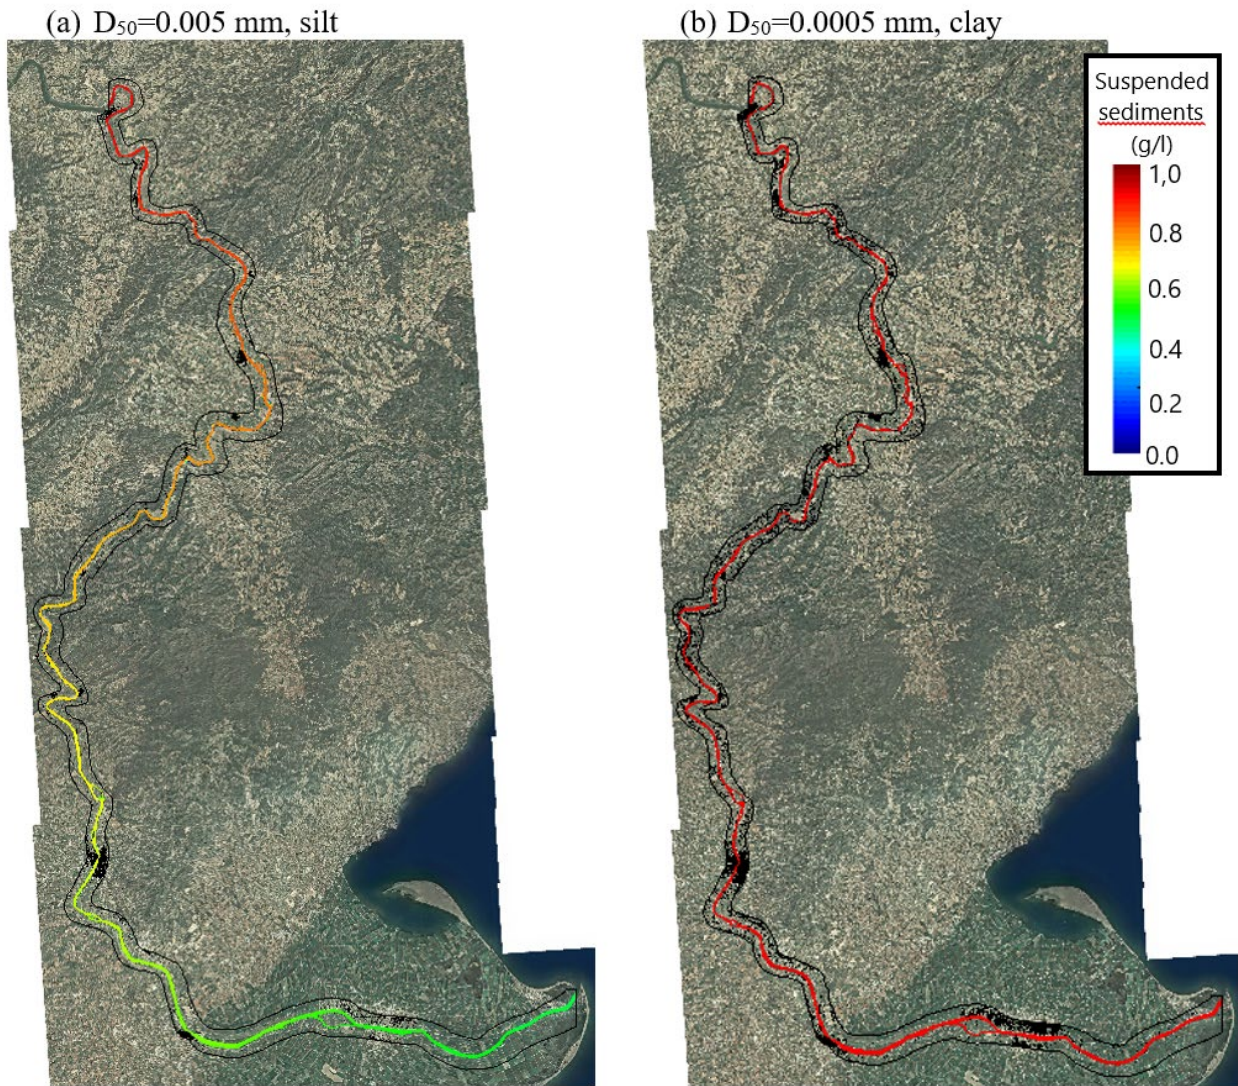 (a) D₅₀=0.005 mm, silt
(b) D₅₀=0.0005 mm, clay
Suspended
sediments
(g/l)
1,0
0.8
0.6
0.4
0.2
0.0